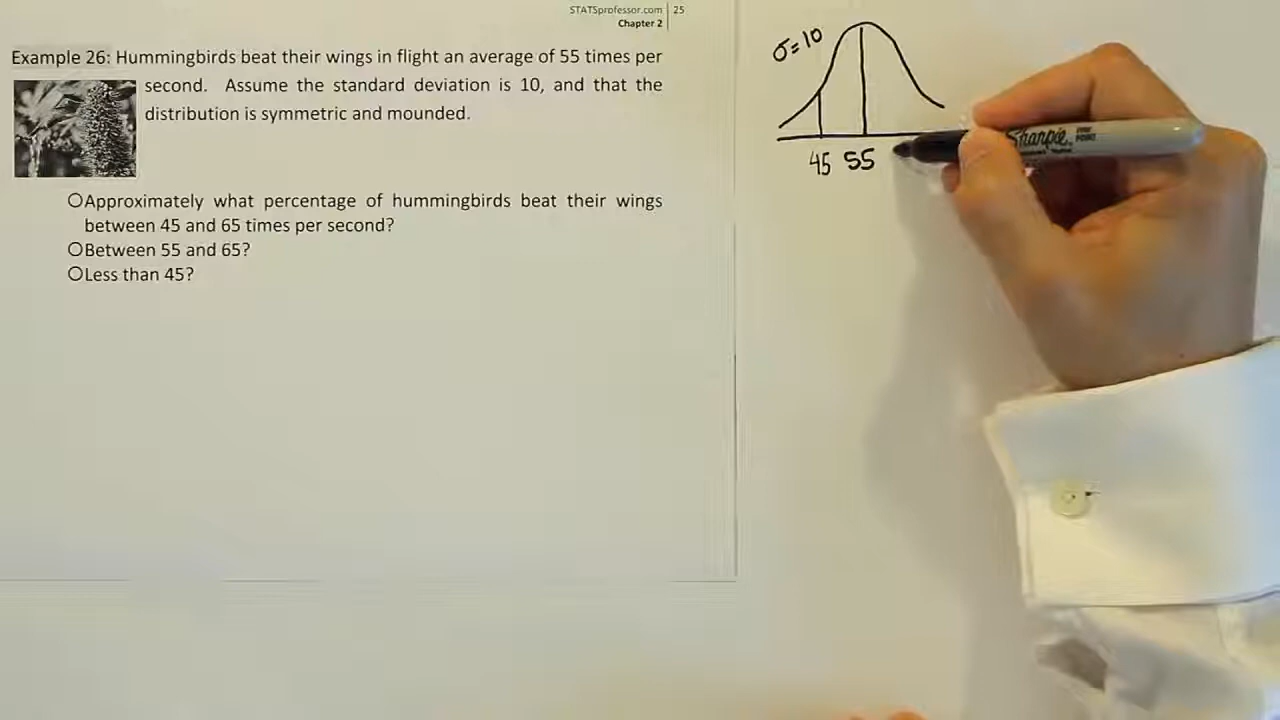 STATSprofessor.com 25
Chapter 2
Example 26: Hummingbirds beat their wings in flight an average of 55 times per
second. Assume the standard deviation is 10, and that the
distribution is symmetric and mounded.
Approximately what percentage of hummingbirds beat their wings
between 45 and 65 times per second?
Between 55 and 65?
Less than 45?
σ=10
45 55
Sharpie